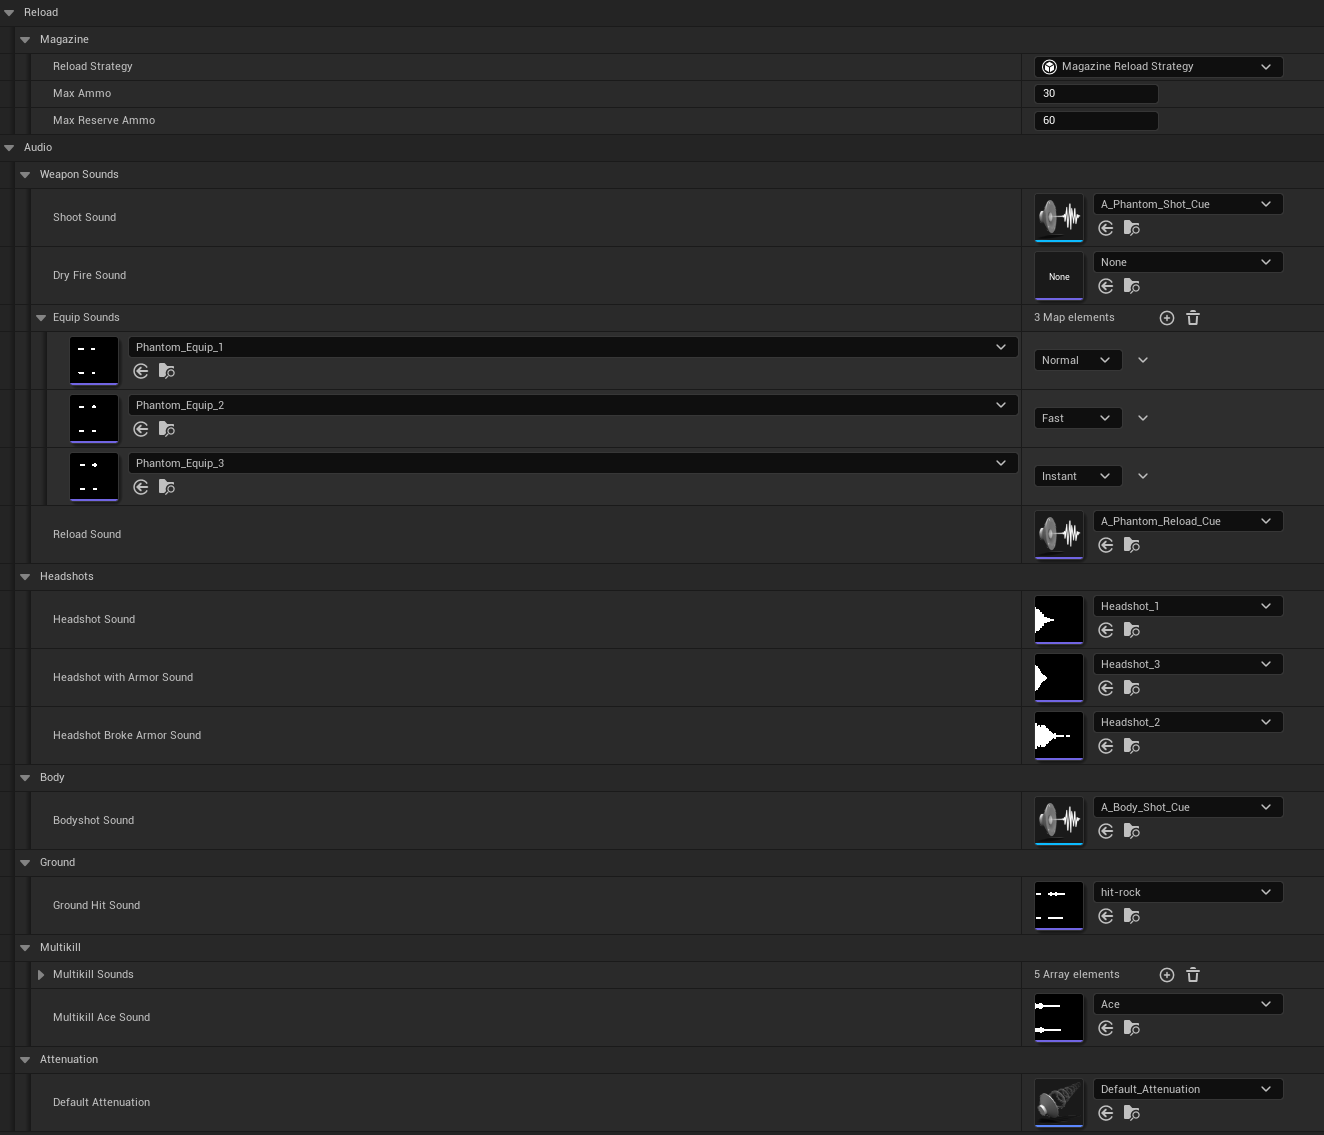 Reload
Magazine
Reload Strategy
Magazine Reload Strategy
Max Ammo
30
Max Reserve Ammo
60
Audio
Weapon Sounds
Shoot Sound
A_Phantom_Shot_Cue
Dry Fire Sound
None
None
Equip Sounds
3 Map elements
Phantom_Equip_1
Normal
Phantom_Equip_2
Fast
Phantom_Equip_3
Instant
Reload Sound
A_Phantom_Reload_Cue
Headshots
Headshot Sound
Headshot_1
Headshot with Armor Sound
Headshot_3
Headshot Broke Armor Sound
Headshot_2
Body
Bodyshot Sound
A_Body_Shot_Cue
Ground
Ground Hit Sound
hit-rock
Multikill
Multikill Sounds
5 Array elements
Multikill Ace Sound
Ace
Attenuation
Default Attenuation
Default_Attenuation